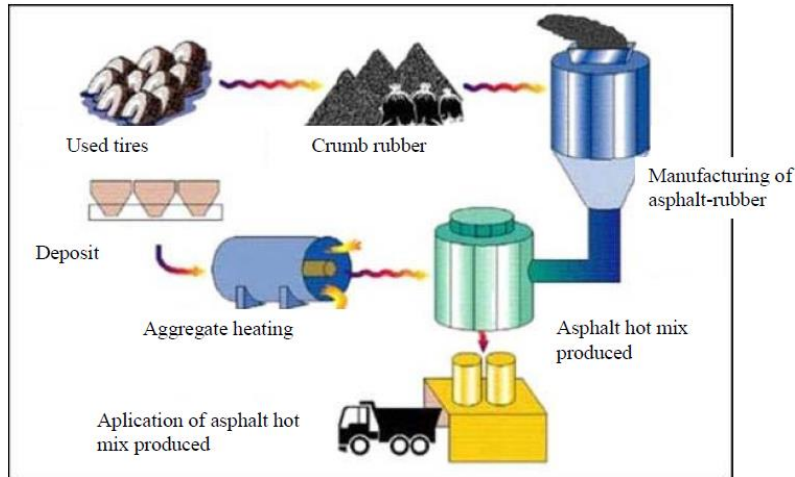 Used tires
Crumb rubber
Manufacturing of
asphalt-rubber
Deposit
Aggregate heating
Asphalt hot mix
produced
Aplication of asphalt hot
mix produced